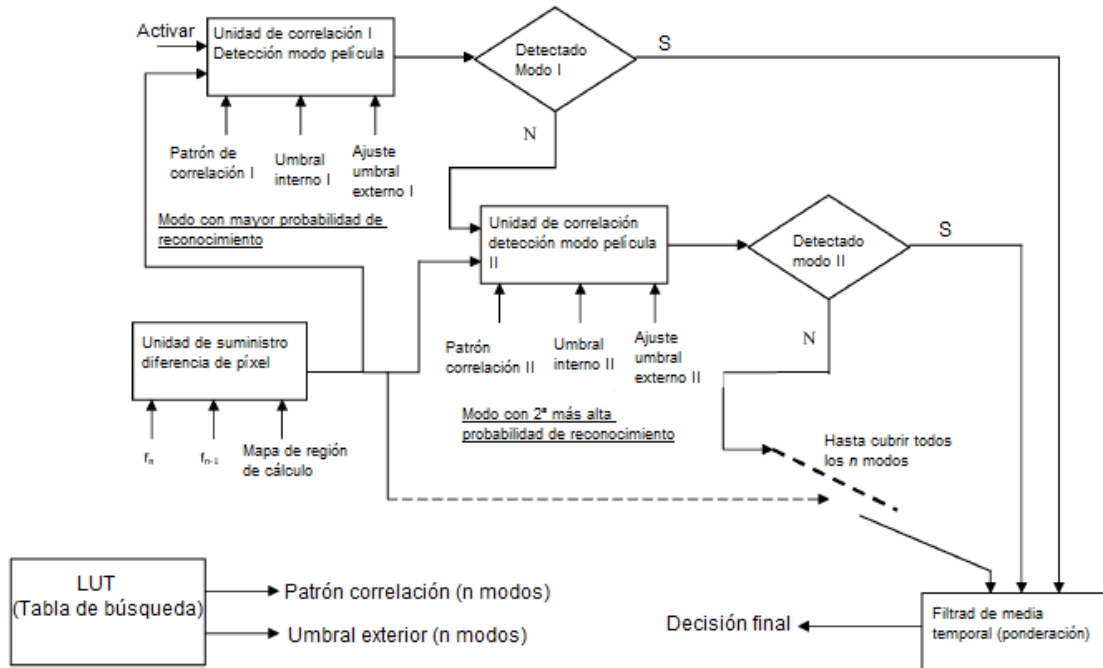 Activar
Unidad de correlación I
Detección modo película
Detectado
Modo I
S
N
Patrón de
correlación I
Umbral
interno I
Ajuste
umbral
externo I
Modo con mayor probabilidad de
reconocimiento
Unidad de correlación
detección modo película
II
Detectado
modo II
S
N
Unidad de suministro
diferencia de píxel
Patrón
correlación II
Umbral
interno II
Ajuste
umbral
externo II
Modo con 2ª más alta
probabilidad de reconocimiento
fn
fn-1
Mapa de región
de cálculo
Hasta cubrir todos
los n modos
LUT
(Tabla de búsqueda)
Patrón correlación (n modos)
Umbral exterior (n modos)
Decisión final
Filtrad de media
temporal (ponderación)